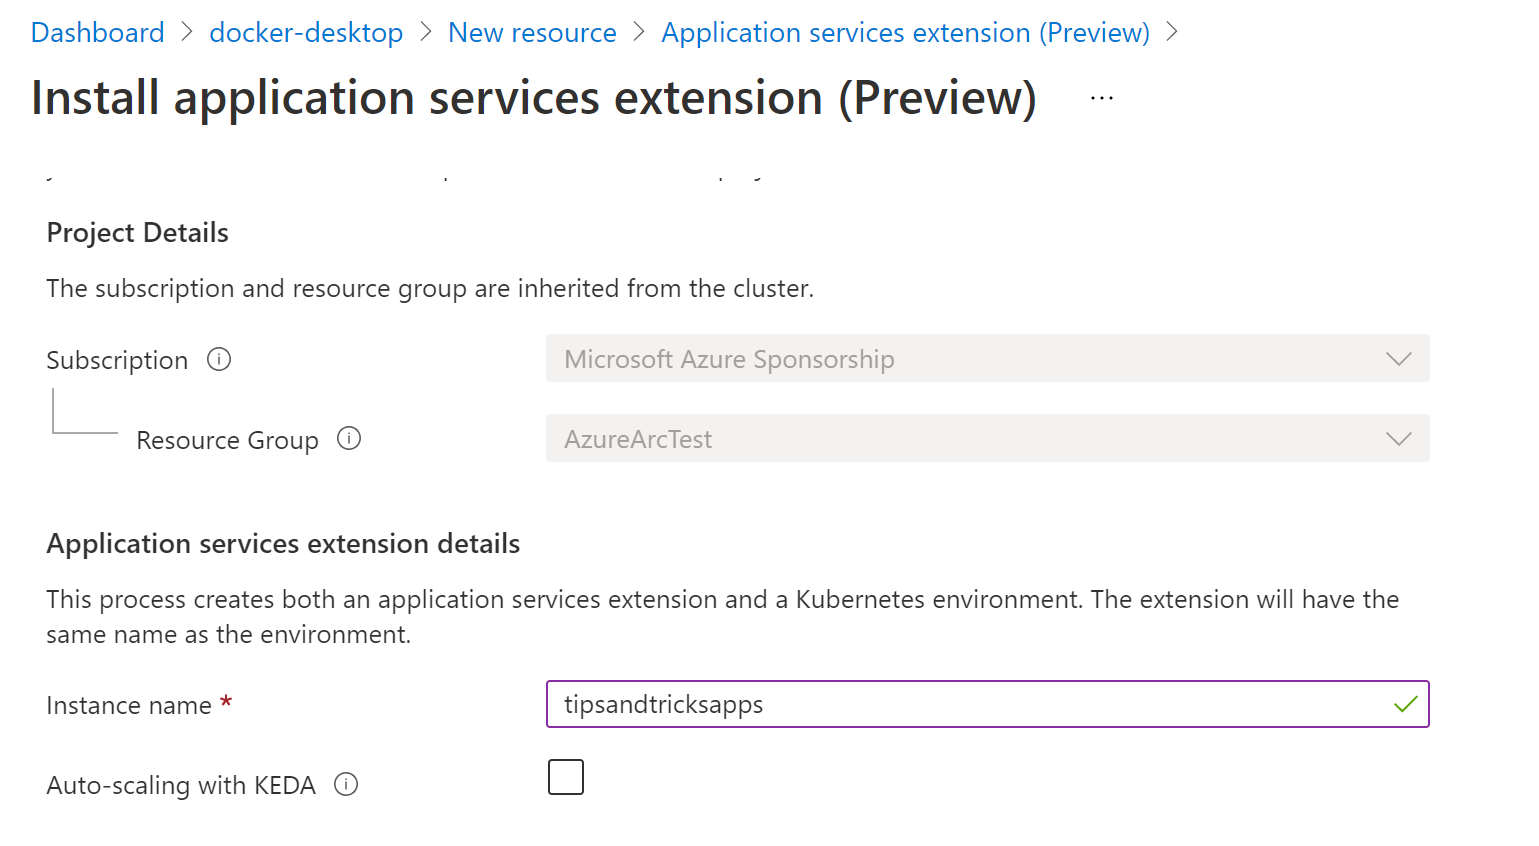 Dashboard > docker-desktop > New resource > Application services extension (Preview) >
Install application services extension (Preview) ...
Project Details
The subscription and resource group are inherited from the cluster.
Subscription
Microsoft Azure Sponsorship
Resource Group
AzureArcTest
Application services extension details
This process creates both an application services extension and a Kubernetes environment. The extension will have the
same name as the environment.
Instance name *
tipsandtricksapps
Auto-scaling with KEDA